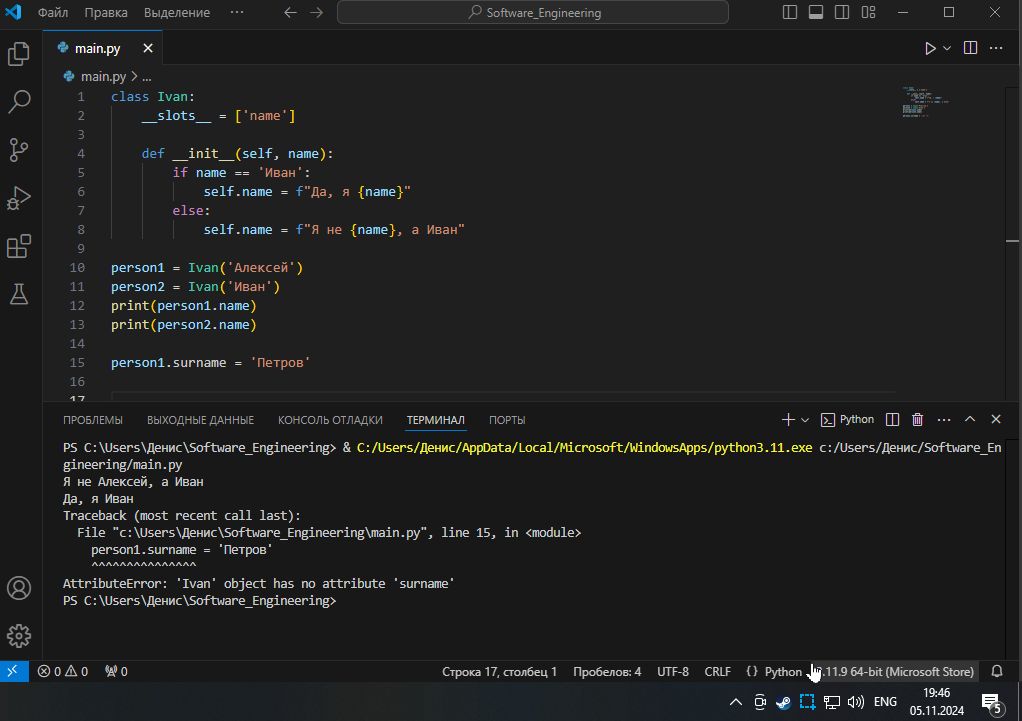 Файл Правка Выделение ··· Software_Engineering
main.py
main.py > ...
1 class Ivan:
2 __slots__ = ['name']
3
4 def __init__(self, name):
5 if name == 'Иван':
6 self.name = f"Да, я {name}"
7 else:
8 self.name = f"Я не {name}, а Иван"
9
10 person1 = Ivan('Алексей')
11 person2 = Ivan('Иван')
12 print(person1.name)
13 print(person2.name)
14
15 person1.surname = 'Петров'
16
17
ПРОБЛЕМЫ ВЫХОДНЫЕ ДАННЫЕ КОНСОЛЬ ОТЛАДКИ ТЕРМИНАЛ ПОРТЫ Python
PS C:\Users\Денис\Software_Engineering> & C:/Users/Денис/AppData/Local/Microsoft/WindowsApps/python3.11.exe c:/Users/Денис/Software_En
gineering/main.py
Я не Алексей, а Иван
Да, я Иван
Traceback (most recent call last):
File "c:\Users\Денис\Software_Engineering\main.py", line 15, in <module>
person1.surname = 'Петров'
^^^^^^^^^^^^^^^
AttributeError: 'Ivan' object has no attribute 'surname'
PS C:\Users\Денис\Software_Engineering>
0 0 0 Строка 17, столбец 1 Пробелов: 4 UTF-8 CRLF {} Python .11.9 64-bit (Microsoft Store)
ENG
19:46
05.11.2024
5